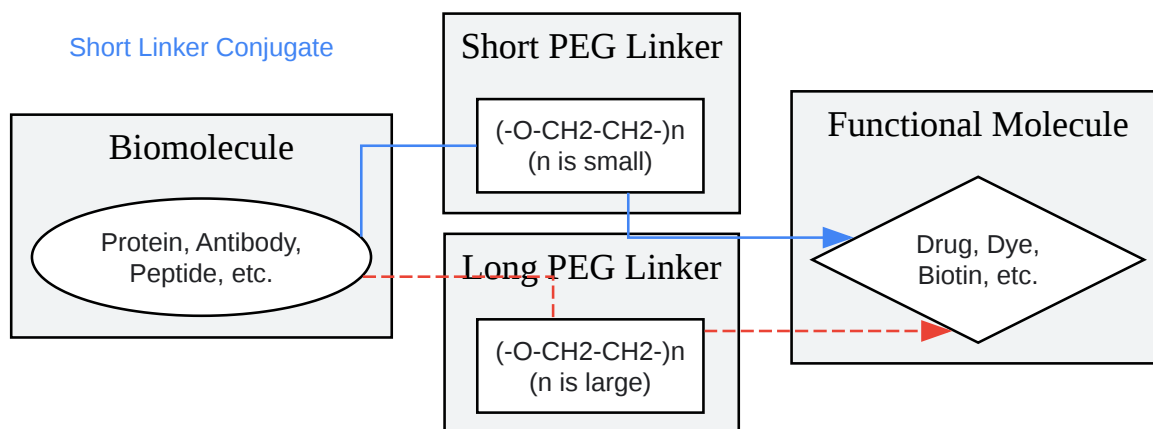 Short Linker Conjugate
Short PEG Linker
(-O-CH2-CH2-)n
(n is small)
Biomolecule
Protein, Antibody,
Peptide, etc.
Functional Molecule
Drug, Dye,
Biotin, etc.
Long PEG Linker
(-O-CH2-CH2-)n
(n is large)